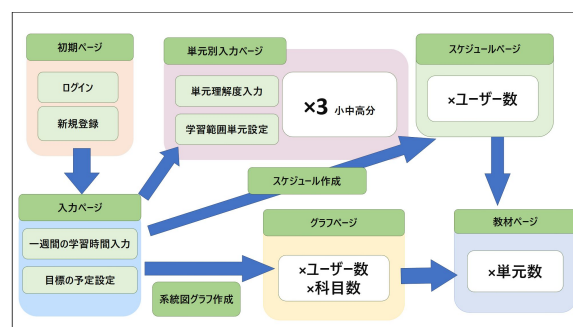 初期ページ
ログイン
新規登録
単元別入力ページ
単元理解度入力
学習範囲単元設定
×3 小中高分
スケジュールページ
×ユーザー数
スケジュール作成
入力ページ
一週間の学習時間入力
目標の予定設定
系統図グラフ作成
グラフページ
×ユーザー数
×科目数
教材ページ
×単元数